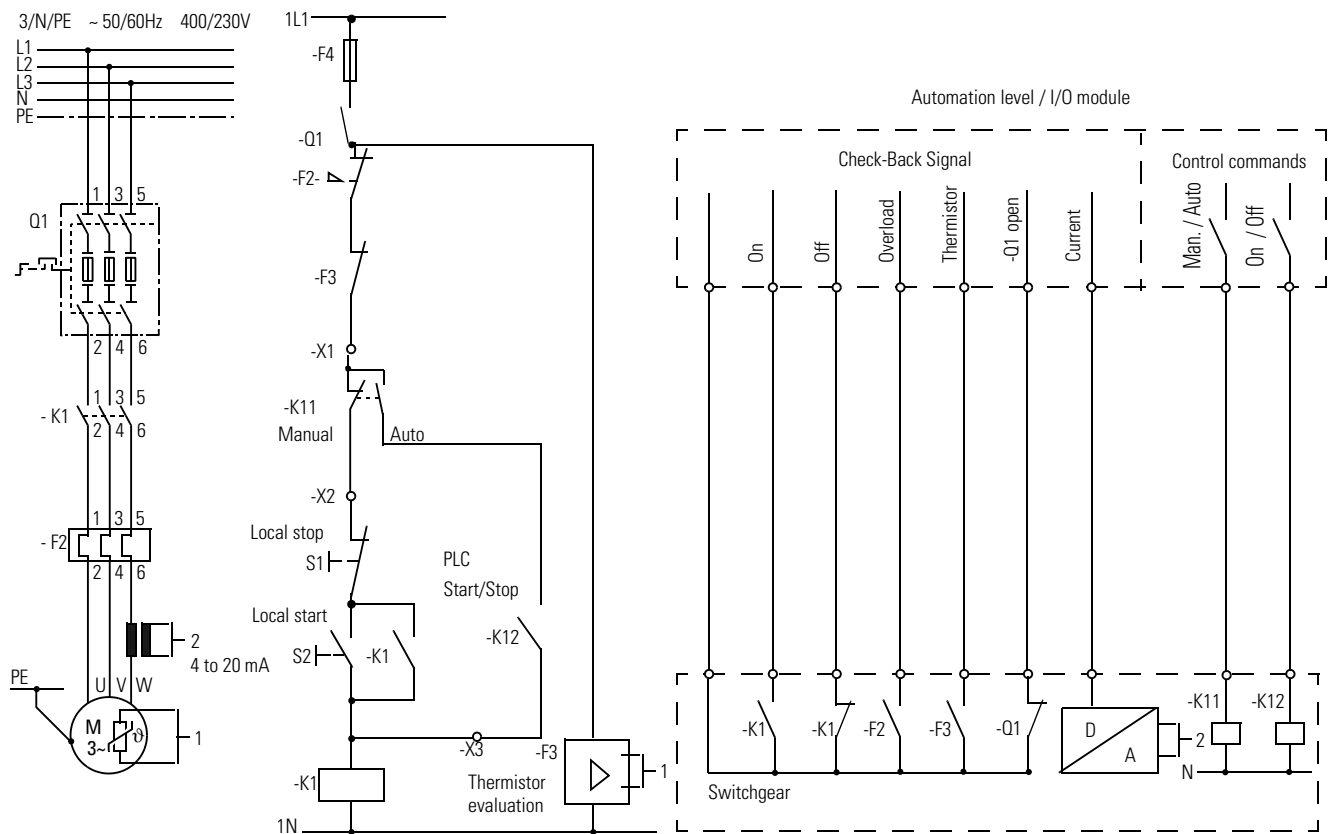 3/N/PE ~ 50/60Hz 400/230V
L1
L2
L3
N
PE
Q1
1 3 5
2 4 6
- K1
1 3 5
2 4 6
- F2
1 3 5
2 4 6
2
4 to 20 mA
PE
U V W
M
3~
ϑ
1
1L1
-F4
-Q1
-F2-
-F3
-X1
-K11
Manual
Auto
-X2
Local stop
S1
PLC
Start/Stop
Local start
S2
-K1
-K12
-X3
-F3
-K1
Thermistor
evaluation
1
1N
Automation level / I/O module
Check-Back Signal
Control commands
On
Off
Overload
Thermistor
-Q1 open
Current
Man. / Auto
On / Off
-K1
-K1
-F2
-F3
-Q1
D
A
2
-K11
-K12
N
Switchgear